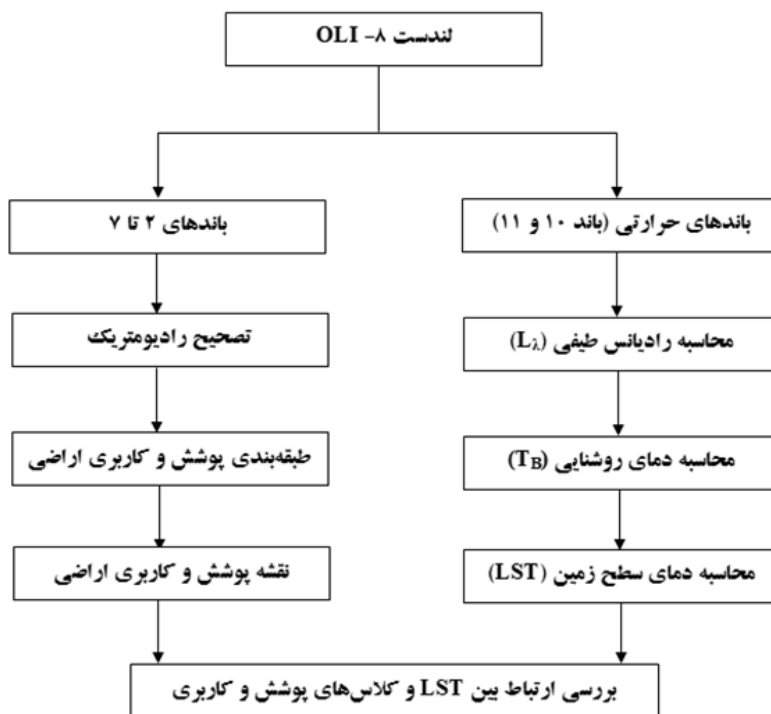 لندست ۸- OLI
باندهای حرارتی (باند ۱۰ و ۱۱)
باندهای ۲ تا ۷
محاسبه رادیانس طیفی (Lλ)
تصحیح رادیومتریک
محاسبه دمای روشنایی (TB)
طبقه‌بندی پوشش و کاربری اراضی
محاسبه دمای سطح زمین (LST)
نقشه پوشش و کاربری اراضی
بررسی ارتباط بین LST و کلاس‌های پوشش و کاربری